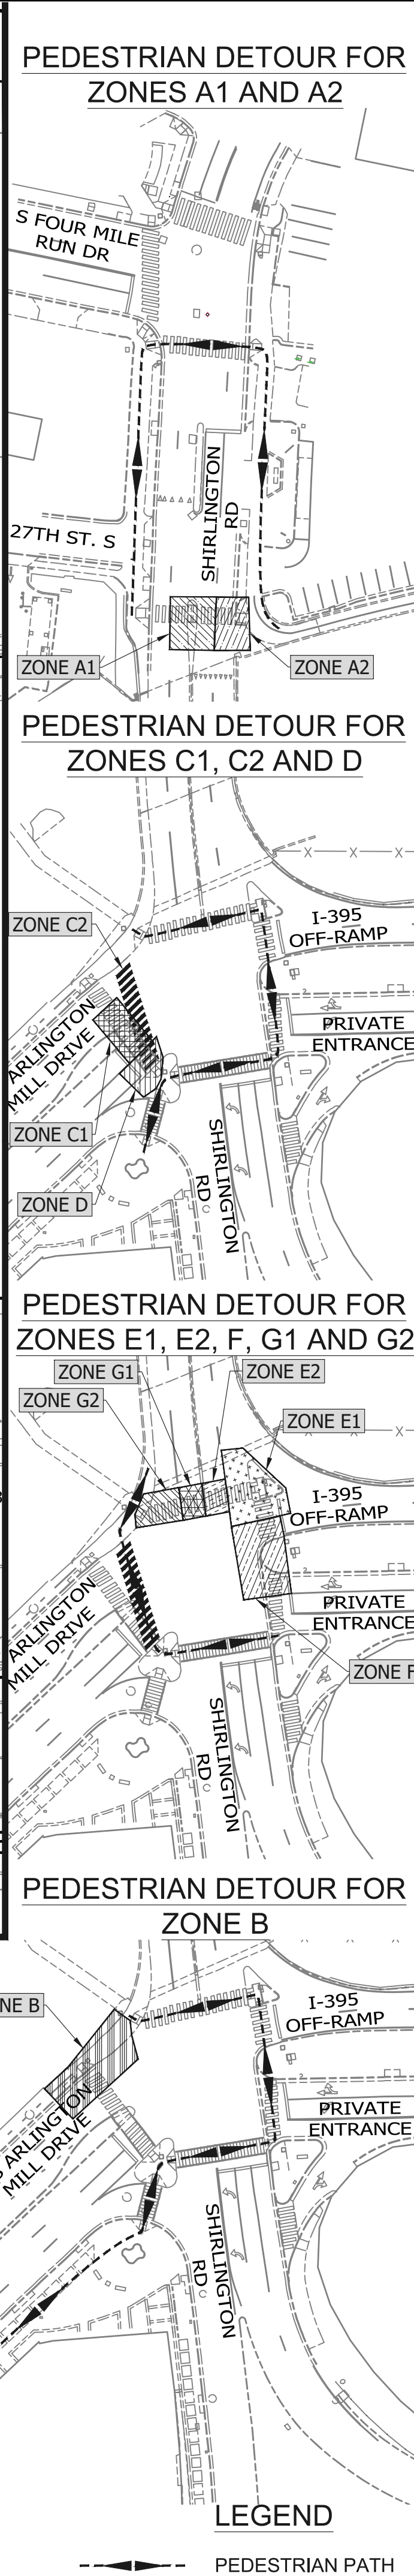 PEDESTRIAN DETOUR FOR
ZONES A1 AND A2
S FOUR MILE
RUN DR
SHIRLINGTON
RD
27TH ST. S
ZONE A1
ZONE A2
PEDESTRIAN DETOUR FOR
ZONES C1, C2 AND D
ZONE C2
I-395
OFF-RAMP
ARLINGTON
MILL DRIVE
PRIVATE
ENTRANCE
ZONE C1
SHIRLINGTON
RD
ZONE D
PEDESTRIAN DETOUR FOR
ZONES E1, E2, F, G1 AND G2
ZONE G1
ZONE E2
ZONE G2
ZONE E1
I-395
OFF-RAMP
ARLINGTON
MILL DRIVE
PRIVATE
ENTRANCE
ZONE F
SHIRLINGTON
RD
PEDESTRIAN DETOUR FOR
ZONE B
NE B
I-395
OFF-RAMP
S ARLINGTON
MILL DRIVE
PRIVATE
ENTRANCE
SHIRLINGTON
RD
LEGEND
PEDESTRIAN PATH